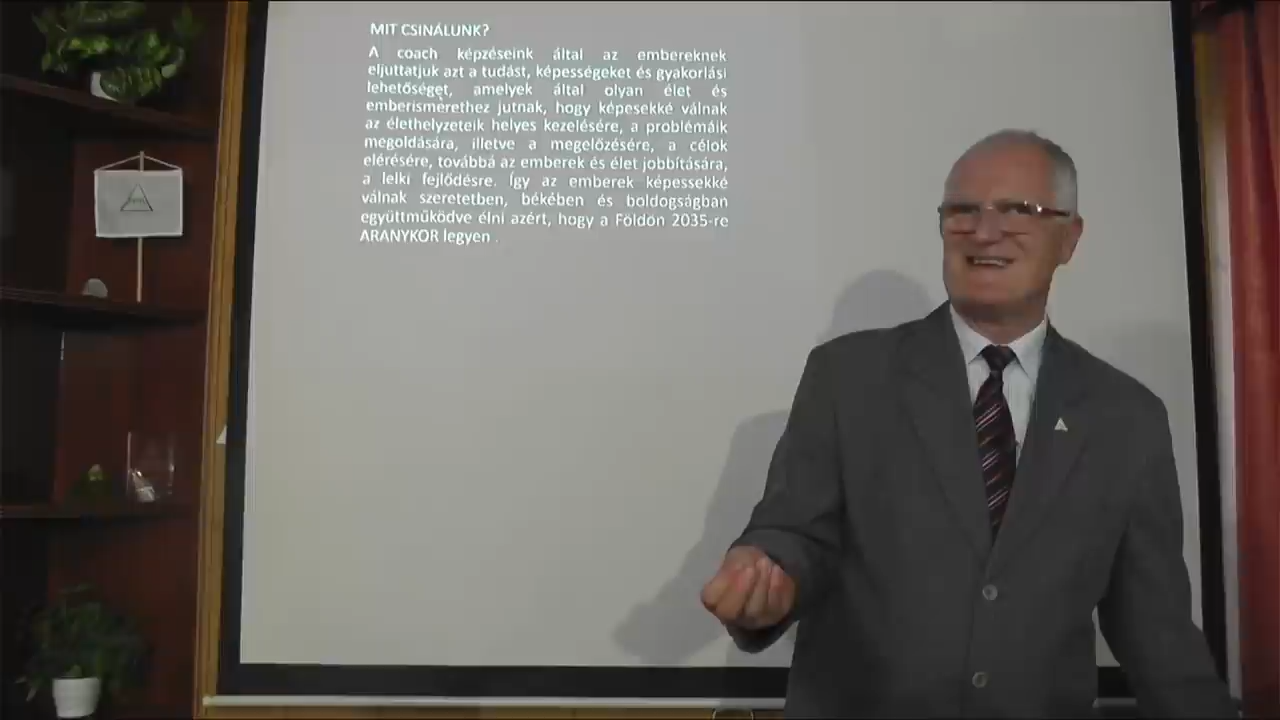 MIT CSINÁLUNK?
A coach képzéseink által az embereknek
eljuttatjuk azt a tudást, képességeket és gyakorlási
lehetőséget, amelyek által olyan élet és
emberismerethez jutnak, hogy képesekké válnak
az élethelyzeteik helyes kezelésére, a problémáik
megoldására, illetve a megelőzésére, a célok
elérésére, továbbá az emberek és élet jobbítására,
a lelki fejlődésre. Így az emberek képessekké
válnak szeretetben, békében és boldogságban
együttműködve élni azért, hogy a Földön 2035-re
ARANYKOR legyen .